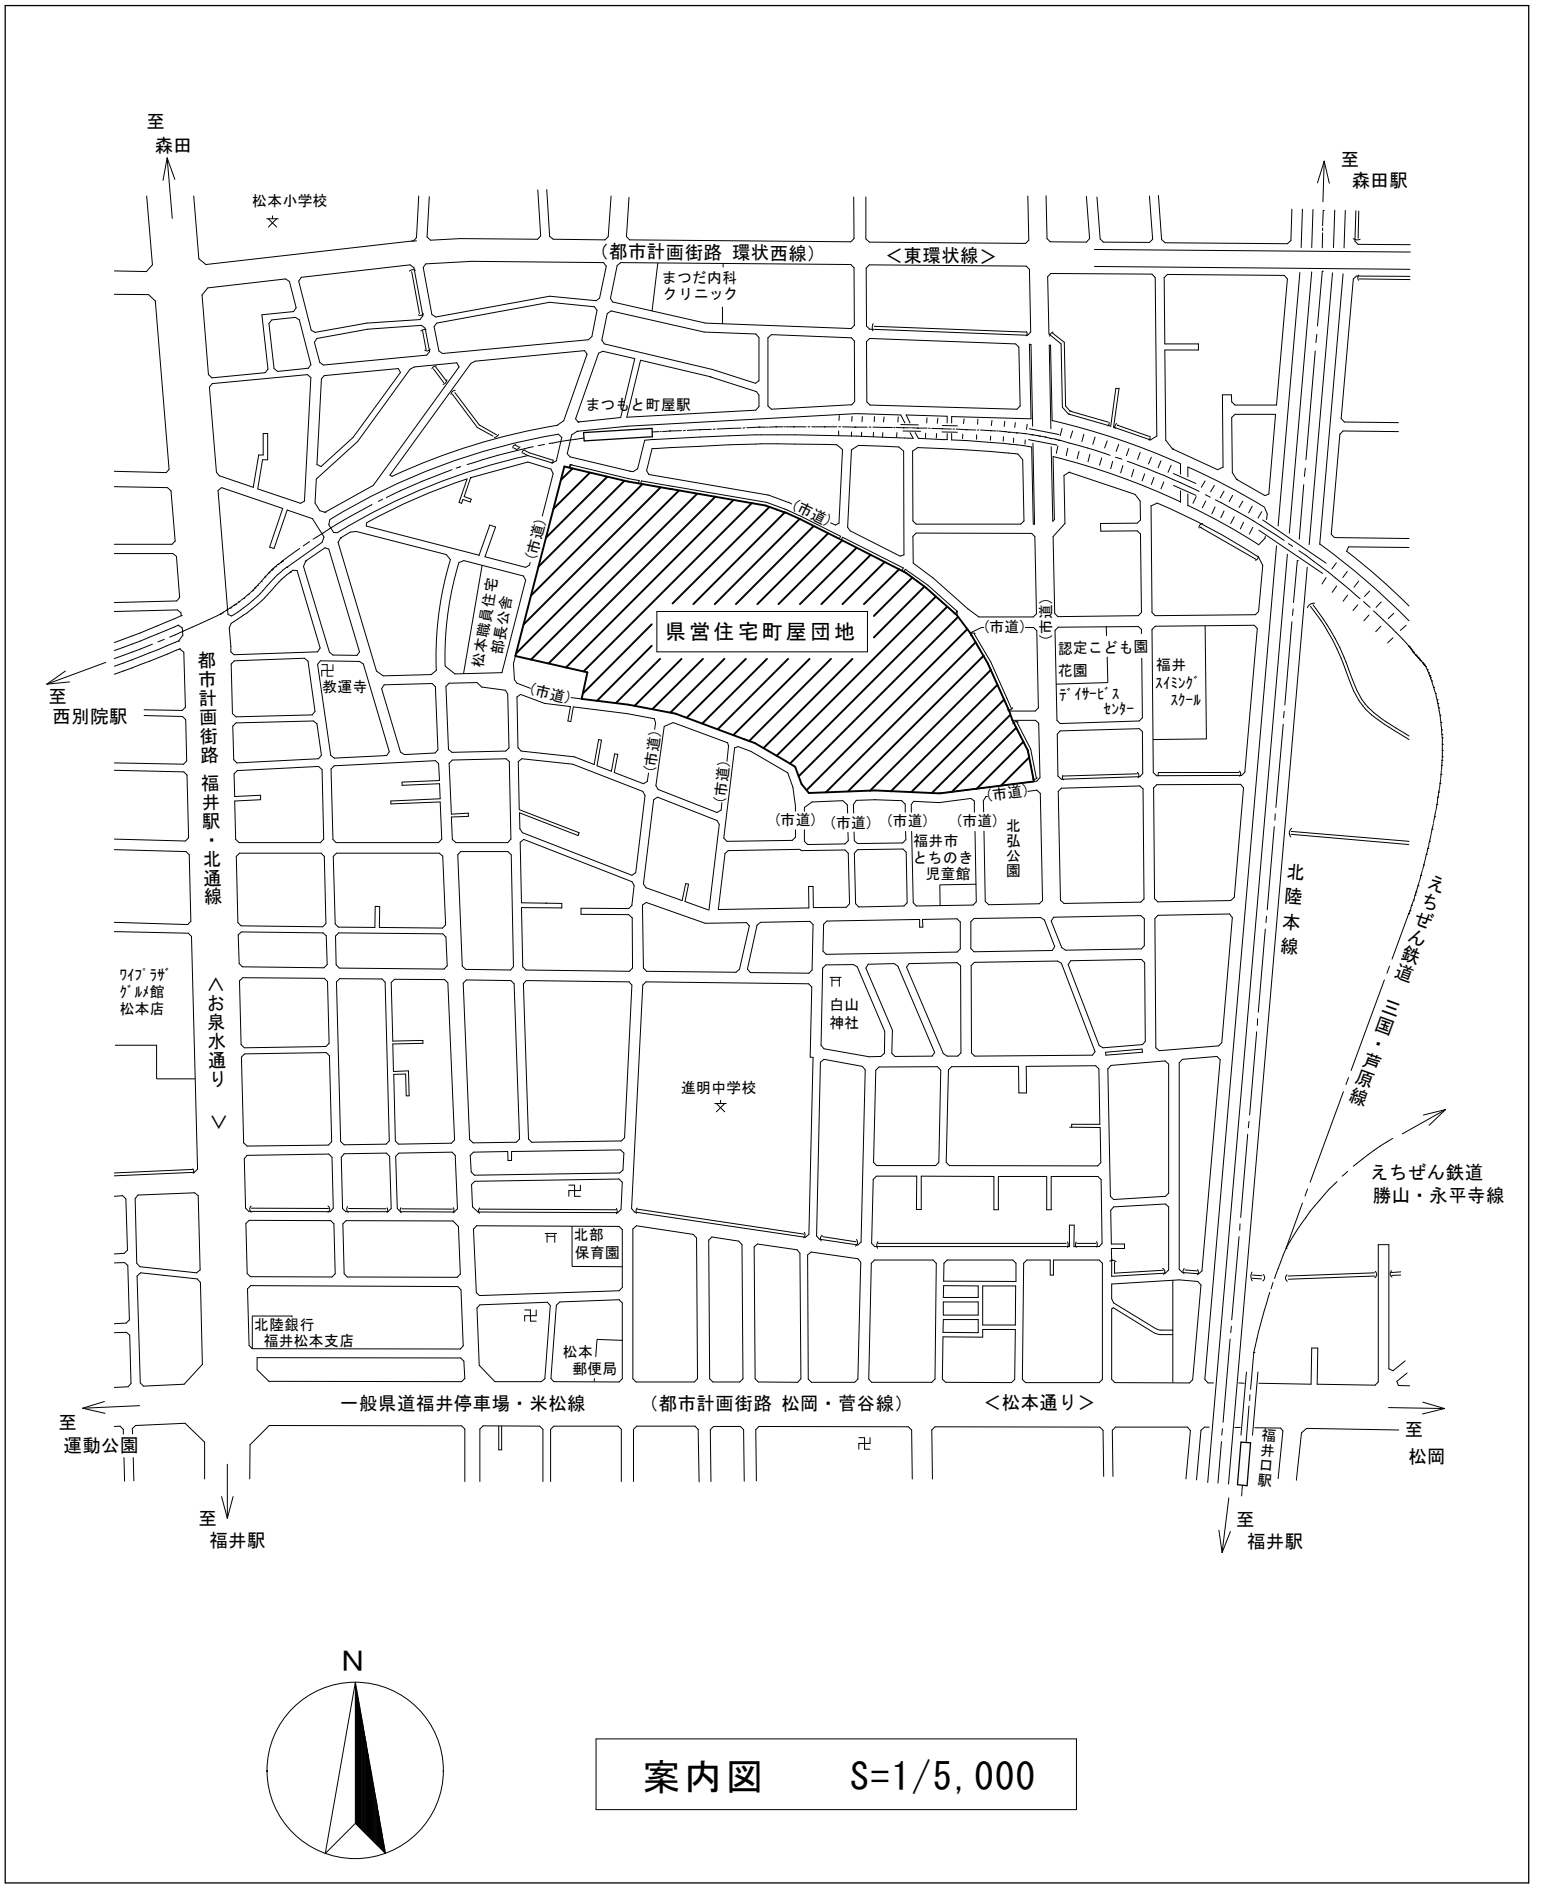 至
森田
至
森田駅
松本小学校
(都市計画街路 環状西線)
＜東環状線＞
まつだ内科
クリニック
まつもと町屋駅
(市道)
(市道)
松本職員住宅
部長公舎
県営住宅町屋団地
(市道)
(市道)
認定こども園
花園
デイサービス
センター
福井
スイミング
スクール
卍
教運寺
(市道)
至
西別院駅
都市計画街路 福井駅・北通線
(市道)
(市道)
(市道)
(市道)
(市道)
(市道)
(市道)
福井市
とちのき
児童館
北弘公園
北陸本線
えちぜん鉄道 三国・芦原線
ワイプラザ
グルメ館
松本店
＜お泉水通り＞
白山
神社
進明中学校
えちぜん鉄道
勝山・永平寺線
卍
北部
保育園
卍
北陸銀行
福井松本支店
松本
郵便局
一般県道福井停車場・米松線
(都市計画街路 松岡・菅谷線)
＜松本通り＞
至
運動公園
至
松岡
卍
福井口駅
至
福井駅
至
福井駅
N
案内図 S=1/5,000